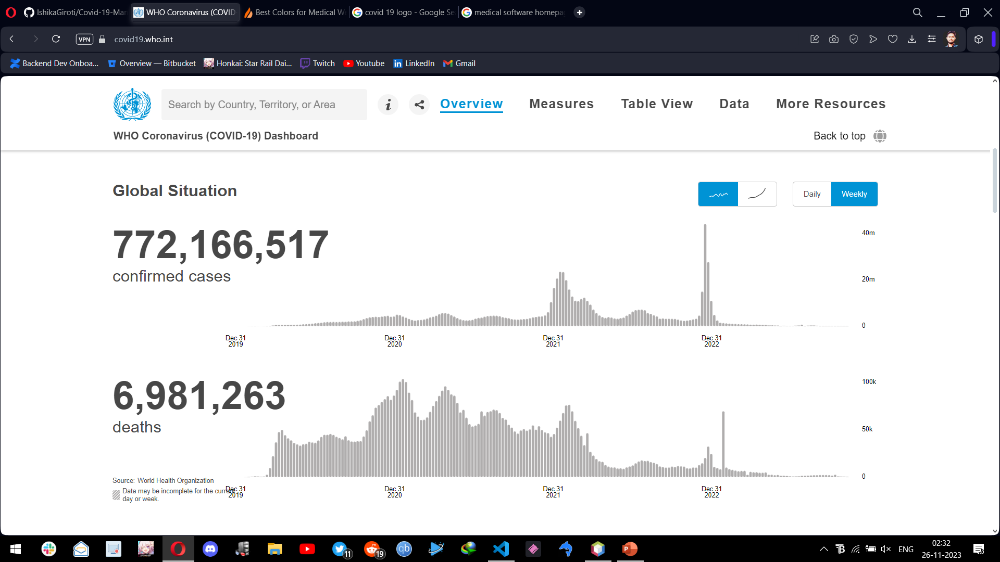 IshikaGiroti/Covid-19-Man
WHO Coronavirus (COVID
Best Colors for Medical W
covid 19 logo - Google Se
medical software homepa
VPN
covid19.who.int
Backend Dev Onboa...
Overview — Bitbucket
Honkai: Star Rail Dai...
Twitch
Youtube
LinkedIn
Gmail
Search by Country, Territory, or Area
i
Overview
Measures
Table View
Data
More Resources
WHO Coronavirus (COVID-19) Dashboard
Back to top
Global Situation
Daily
Weekly
772,166,517
confirmed cases
40m
20m
0
Dec 31
2019
Dec 31
2020
Dec 31
2021
Dec 31
2022
6,981,263
deaths
100k
50k
0
Source: World Health Organization
Data may be incomplete for the current
day or week.
Dec 31
2019
Dec 31
2020
Dec 31
2021
Dec 31
2022
11
19
qb
P
ENG
02:32
26-11-2023